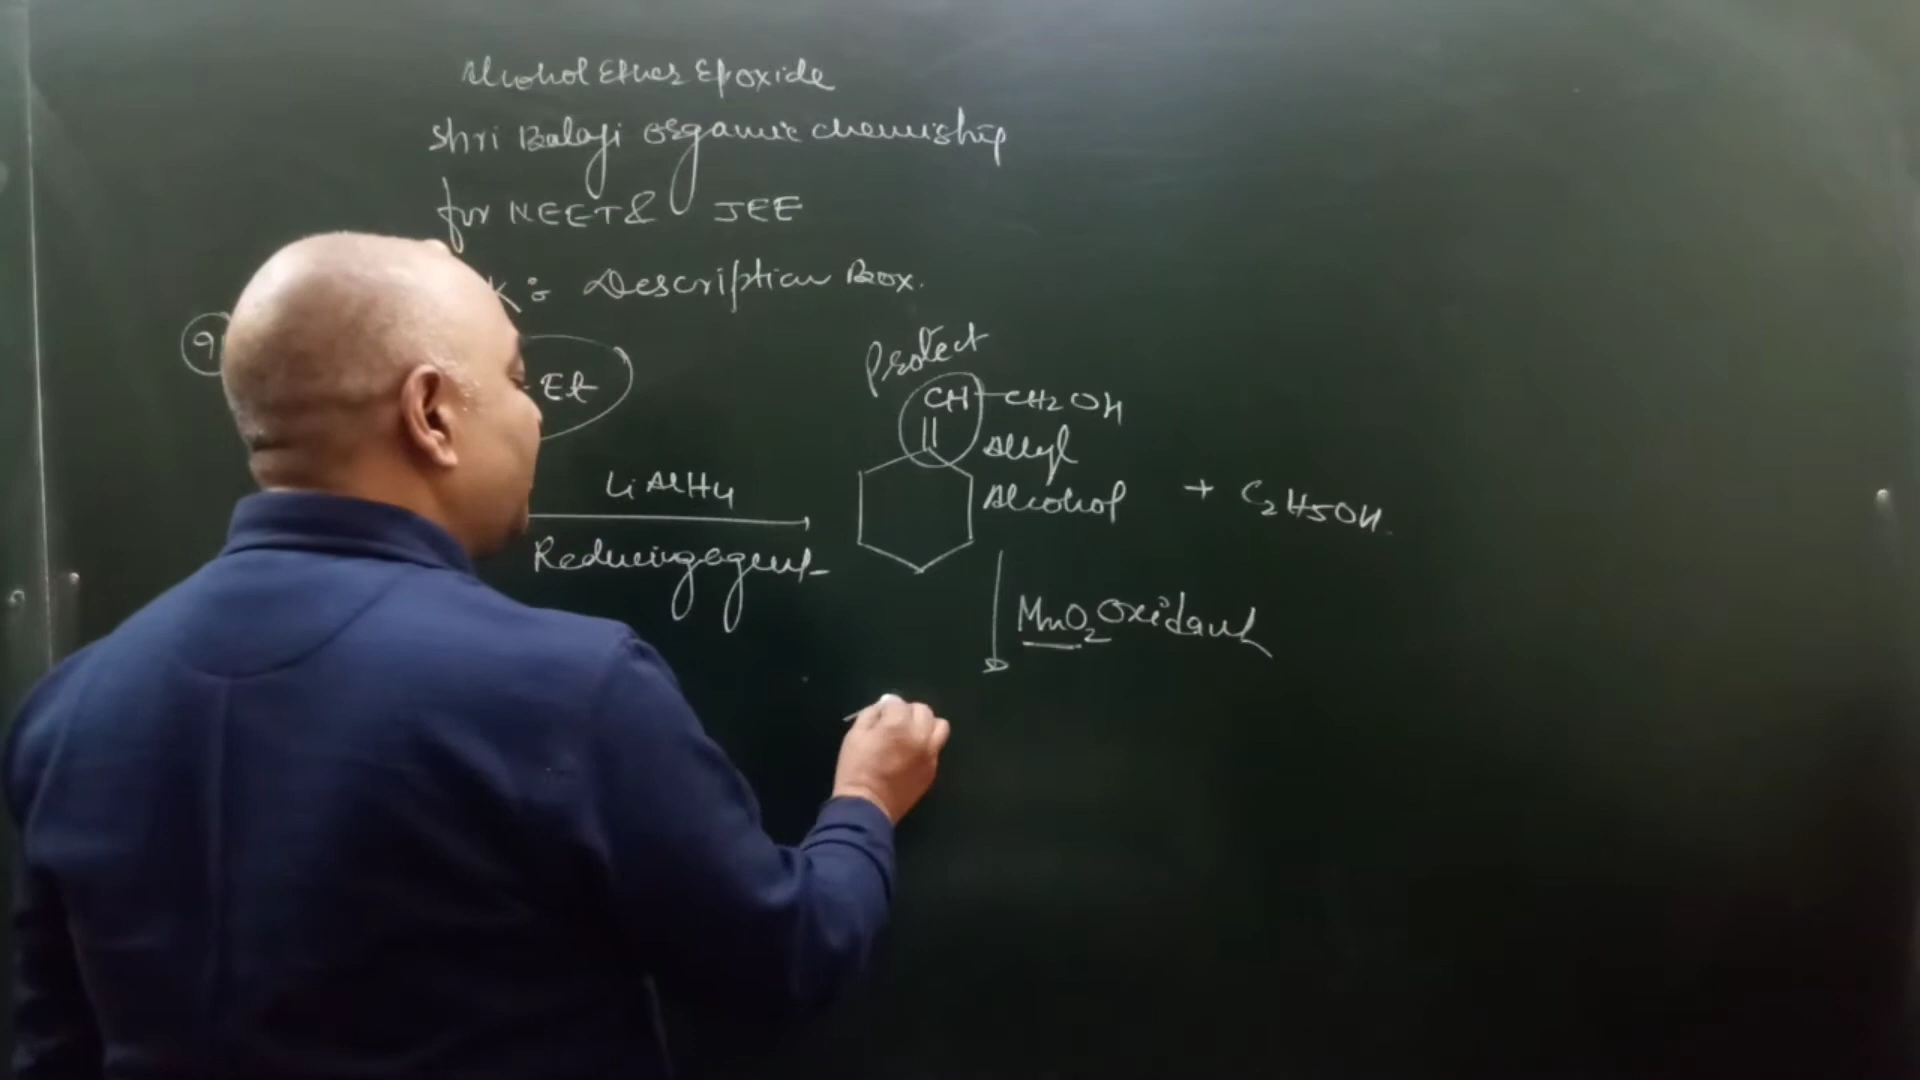 Alcohol Ether Epoxide
Shri Balaji Organic Chemistry
for NEET & JEE
K: Description Box.
9
-Et
Protect
CH-CH2OH
Allyl
Alcohol + C2H5OH.
LiAlH4
Reducing agent
MnO2 Oxidant